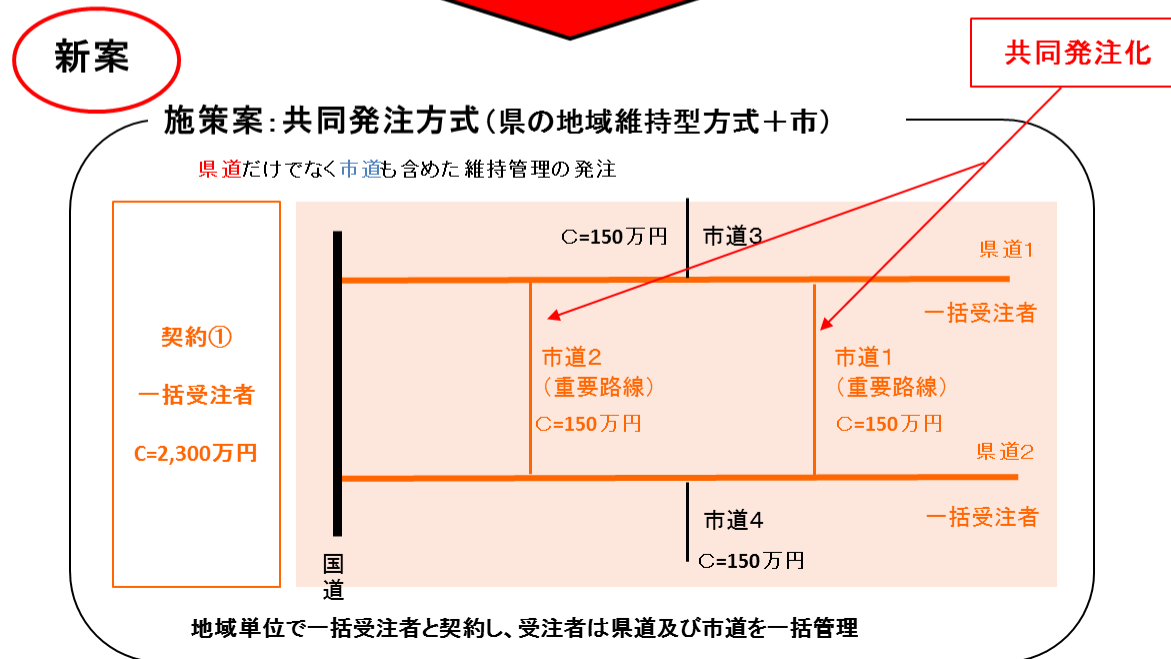 新案
共同発注化
施策案：共同発注方式（県の地域維持型方式＋市）
県道だけでなく市道も含めた維持管理の発注
C=150万円
市道3
県道1
一括受注者
契約①
一括受注者
C=2,300万円
市道2
（重要路線）
C=150万円
市道1
（重要路線）
C=150万円
県道2
一括受注者
市道4
C=150万円
国
道
地域単位で一括受注者と契約し、受注者は県道及び市道を一括管理